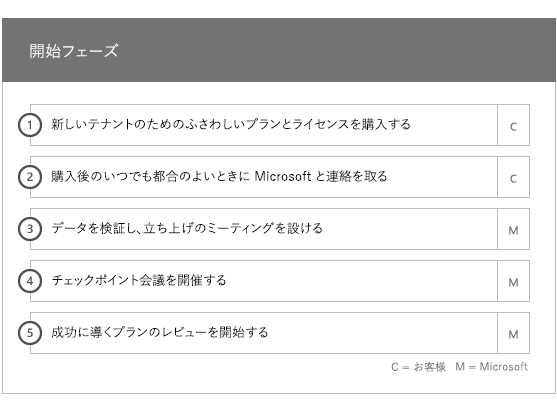 開始フェーズ
1 新しいテナントのためのふさわしいプランとライセンスを購入する C
2 購入後のいつでも都合のよいときに Microsoft と連絡を取る C
3 データを検証し、立ち上げのミーティングを設ける M
4 チェックポイント会議を開催する M
5 成功に導くプランのレビューを開始する M
C = お客様 M = Microsoft